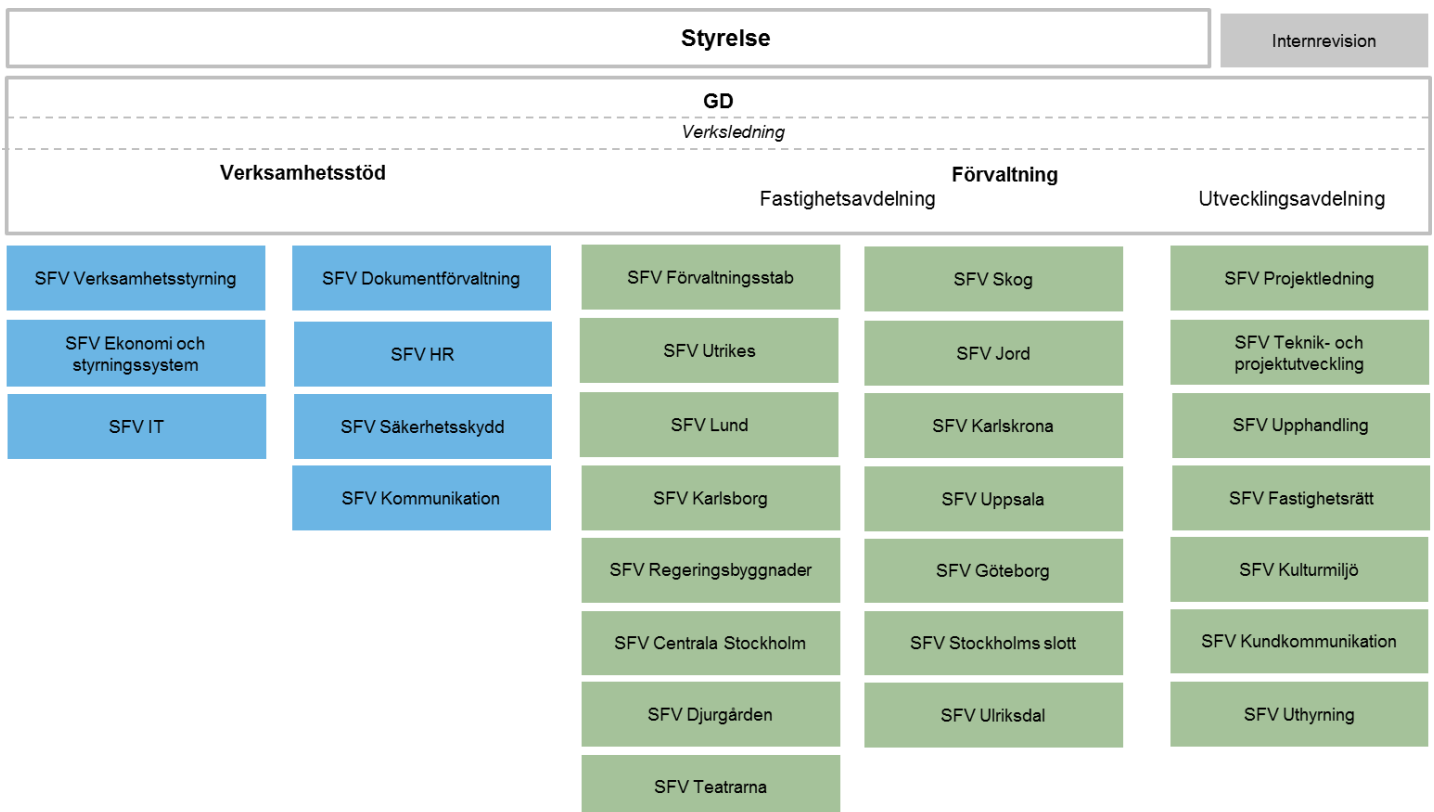 Styrelse
Internrevision
GD
Verksledning
Verksamhetsstöd
Förvaltning
Fastighetsavdelning
Utvecklingsavdelning
SFV Verksamhetsstyrning
SFV Ekonomi och
styrningssystem
SFV IT
SFV Dokumentförvaltning
SFV HR
SFV Säkerhetsskydd
SFV Kommunikation
SFV Förvaltningsstab
SFV Utrikes
SFV Lund
SFV Karlsborg
SFV Regeringsbyggnader
SFV Centrala Stockholm
SFV Djurgården
SFV Teatrarna
SFV Skog
SFV Jord
SFV Karlskrona
SFV Uppsala
SFV Göteborg
SFV Stockholms slott
SFV Ulriksdal
SFV Projektledning
SFV Teknik- och
projektutveckling
SFV Upphandling
SFV Fastighetsrätt
SFV Kulturmiljö
SFV Kundkommunikation
SFV Uthyrning